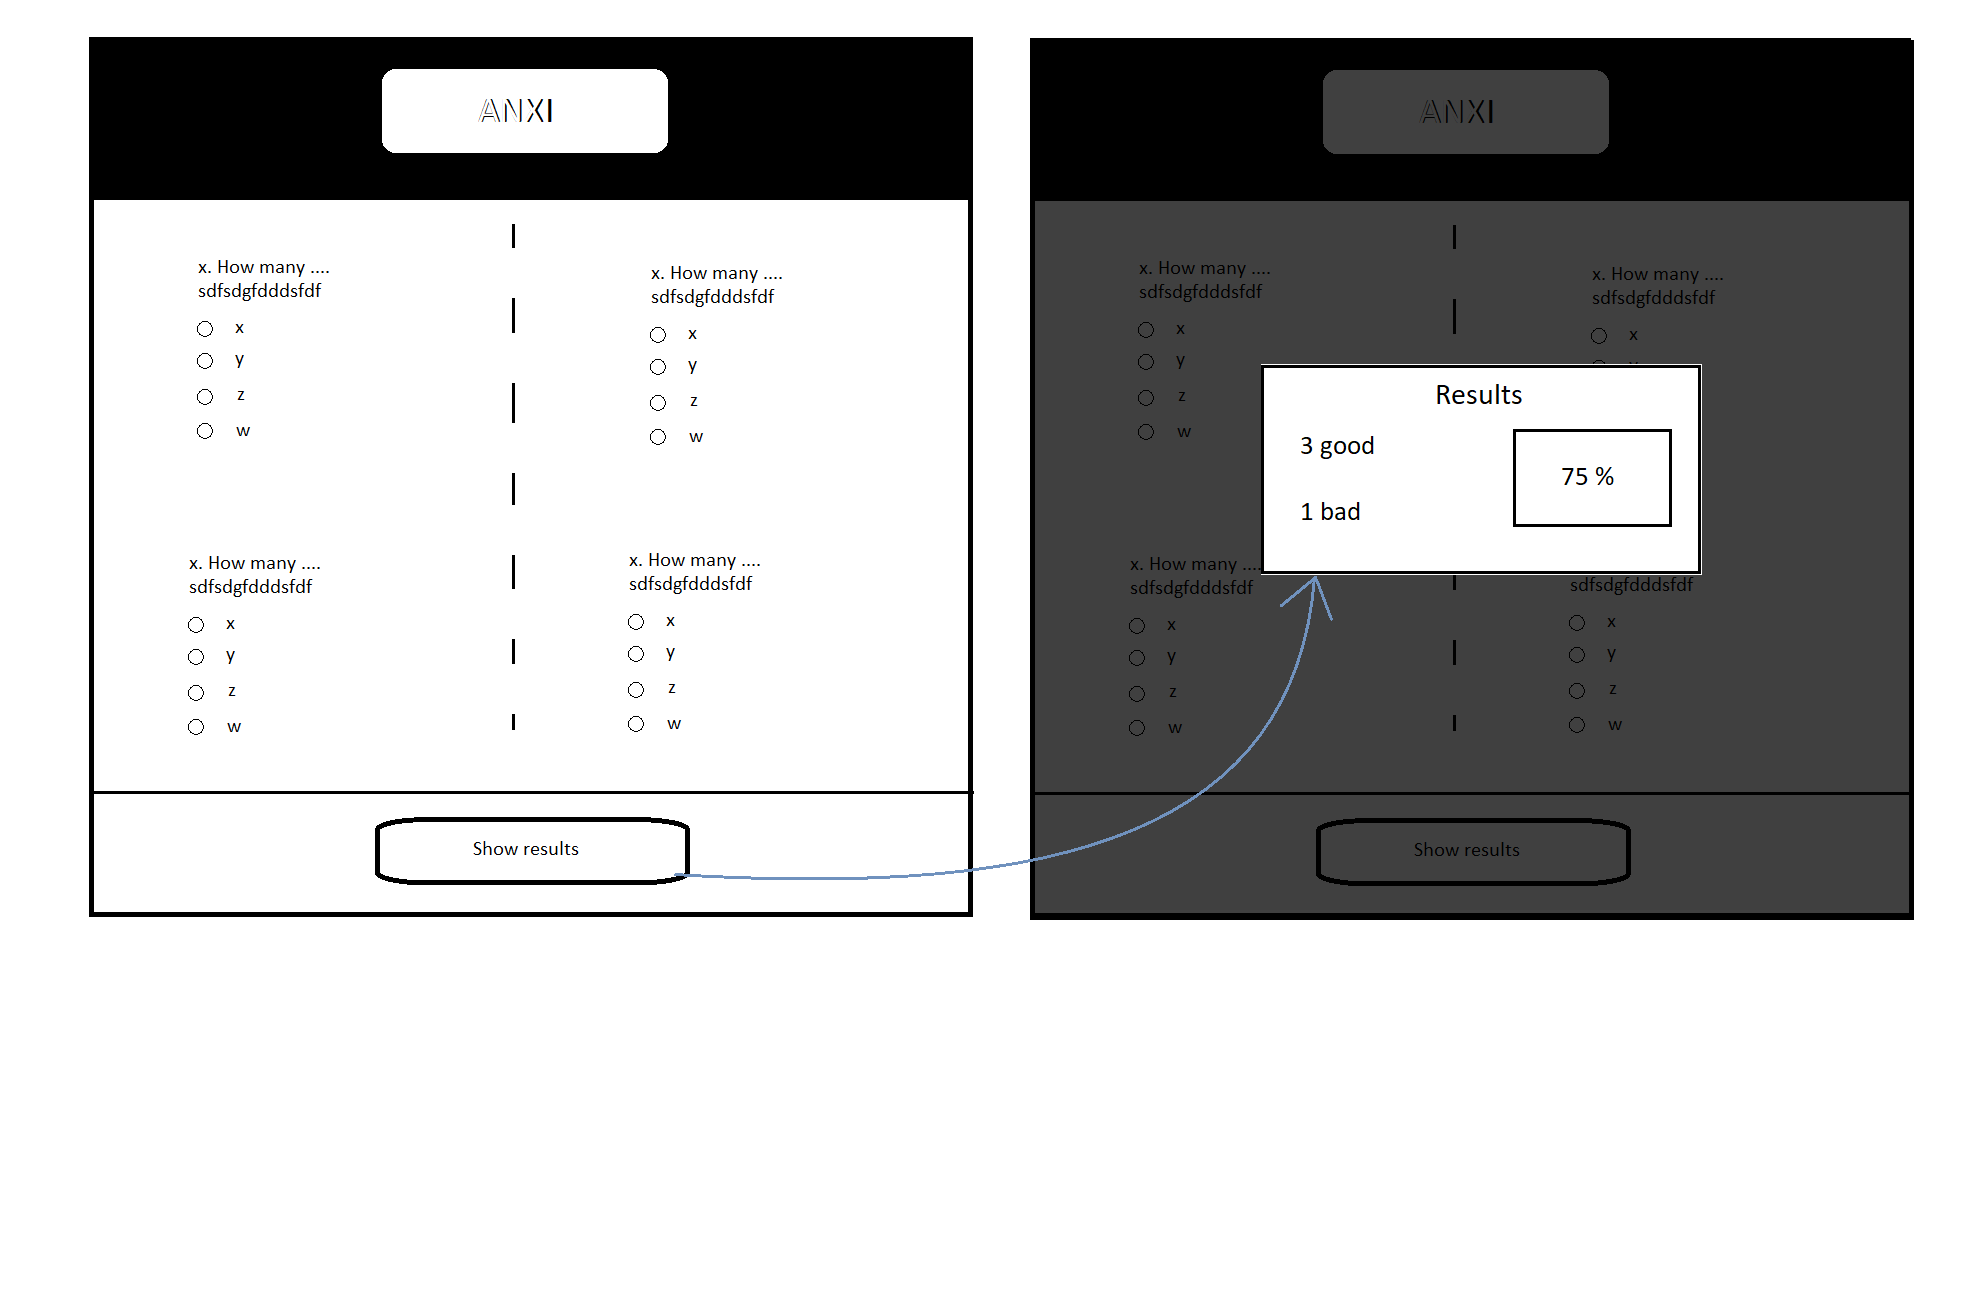 ANXI
x. How many ....
sdfsdgfdddsfdf
x
y
z
w
x. How many ....
sdfsdgfdddsfdf
x
y
z
w
x. How many ....
sdfsdgfdddsfdf
x
y
z
w
x. How many ....
sdfsdgfdddsfdf
x
y
z
w
Show results
ANXI
x. How many ....
sdfsdgfdddsfdf
x
y
z
w
x. How many ....
sdfsdgfdddsfdf
x
Results
3 good
75 %
1 bad
x. How many ....
sdfsdgfdddsfdf
x
y
z
w
sdfsdgfdddsfdf
x
y
z
w
Show results